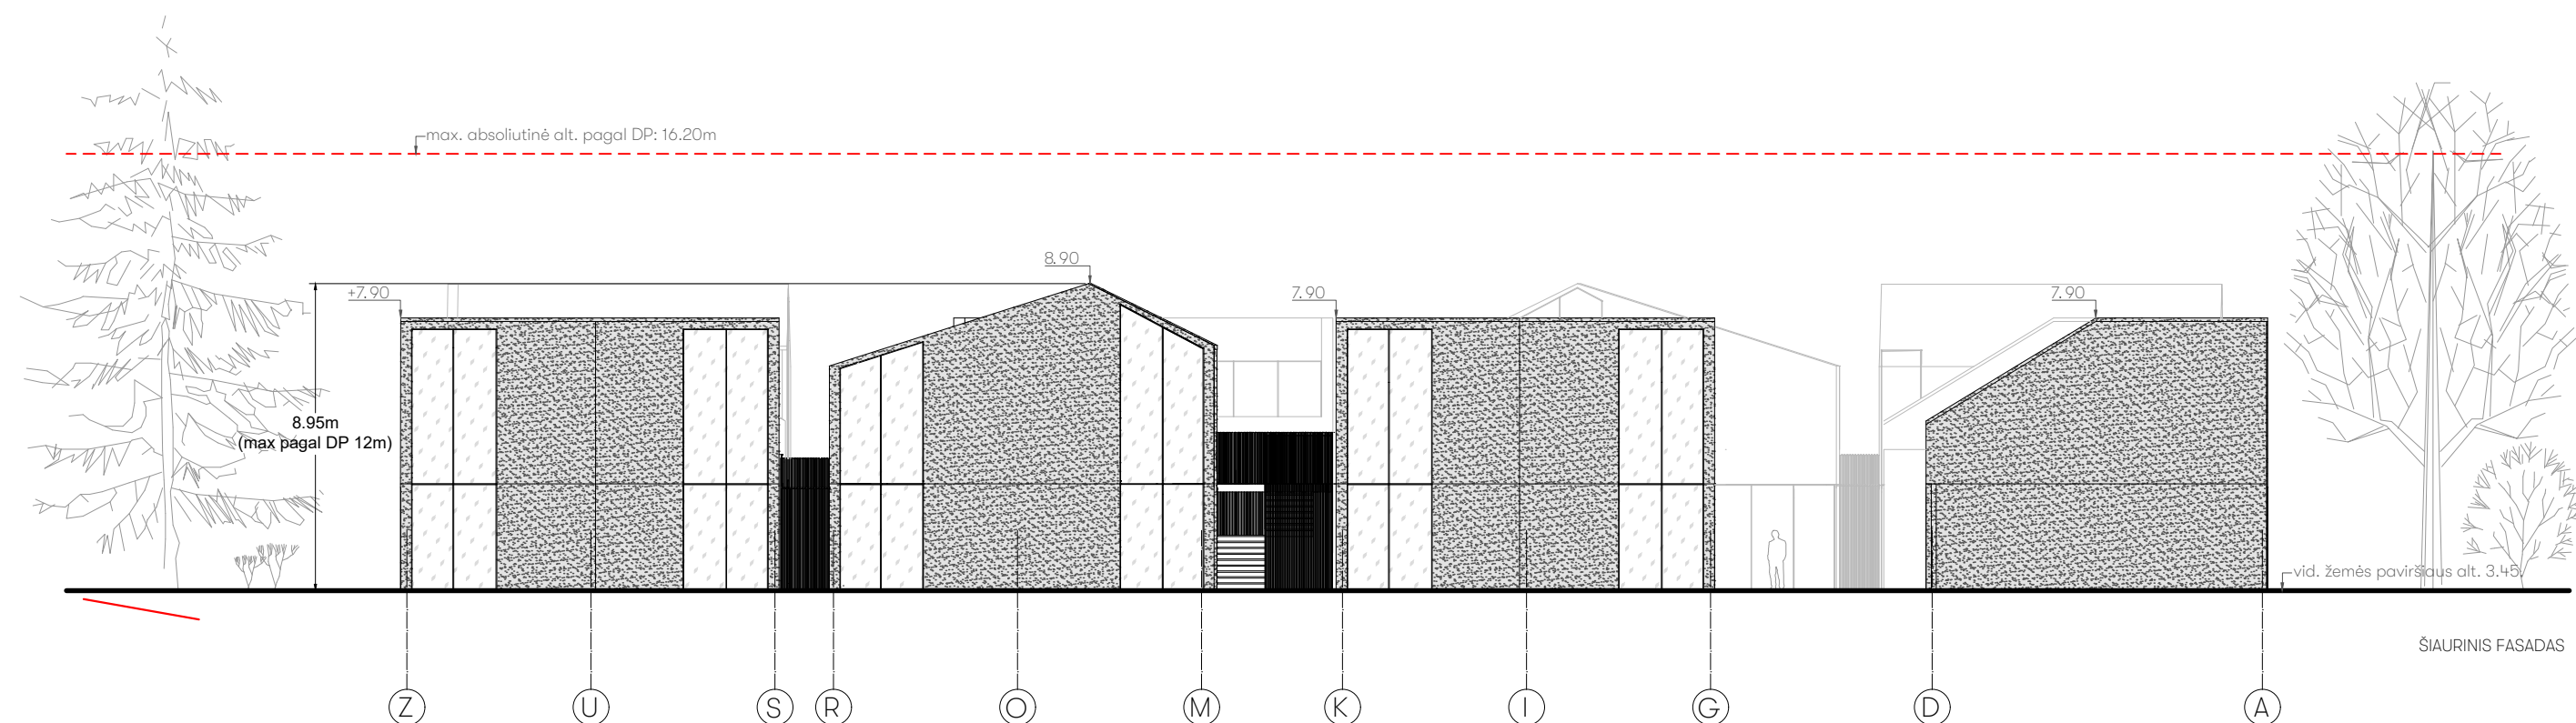 max. absoliutinė alt. pagal DP: 16.20m
8.90
+7.90
7.90
7.90
8.95m
(max pagal DP 12m)
vid. žemės paviršiaus alt. 3.45.
ŠIAURINIS FASADAS
Z U S R O M K I G D A